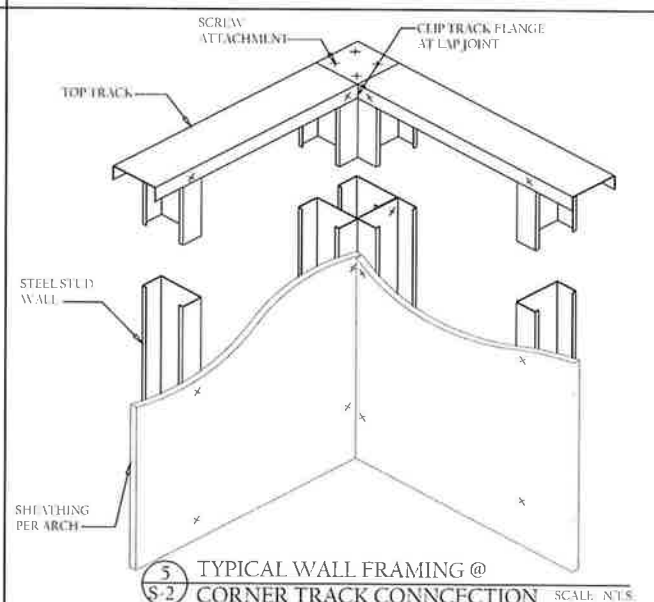 SCREW
ATTACHMENT
CLIP TRACK FLANGE
AT LAP JOINT
TOP TRACK
STEEL STUD
WALL
SHEATHING
PER ARCH
5
S-2
TYPICAL WALL FRAMING @
CORNER TRACK CONNCECTION
SCALE: N.T.S.